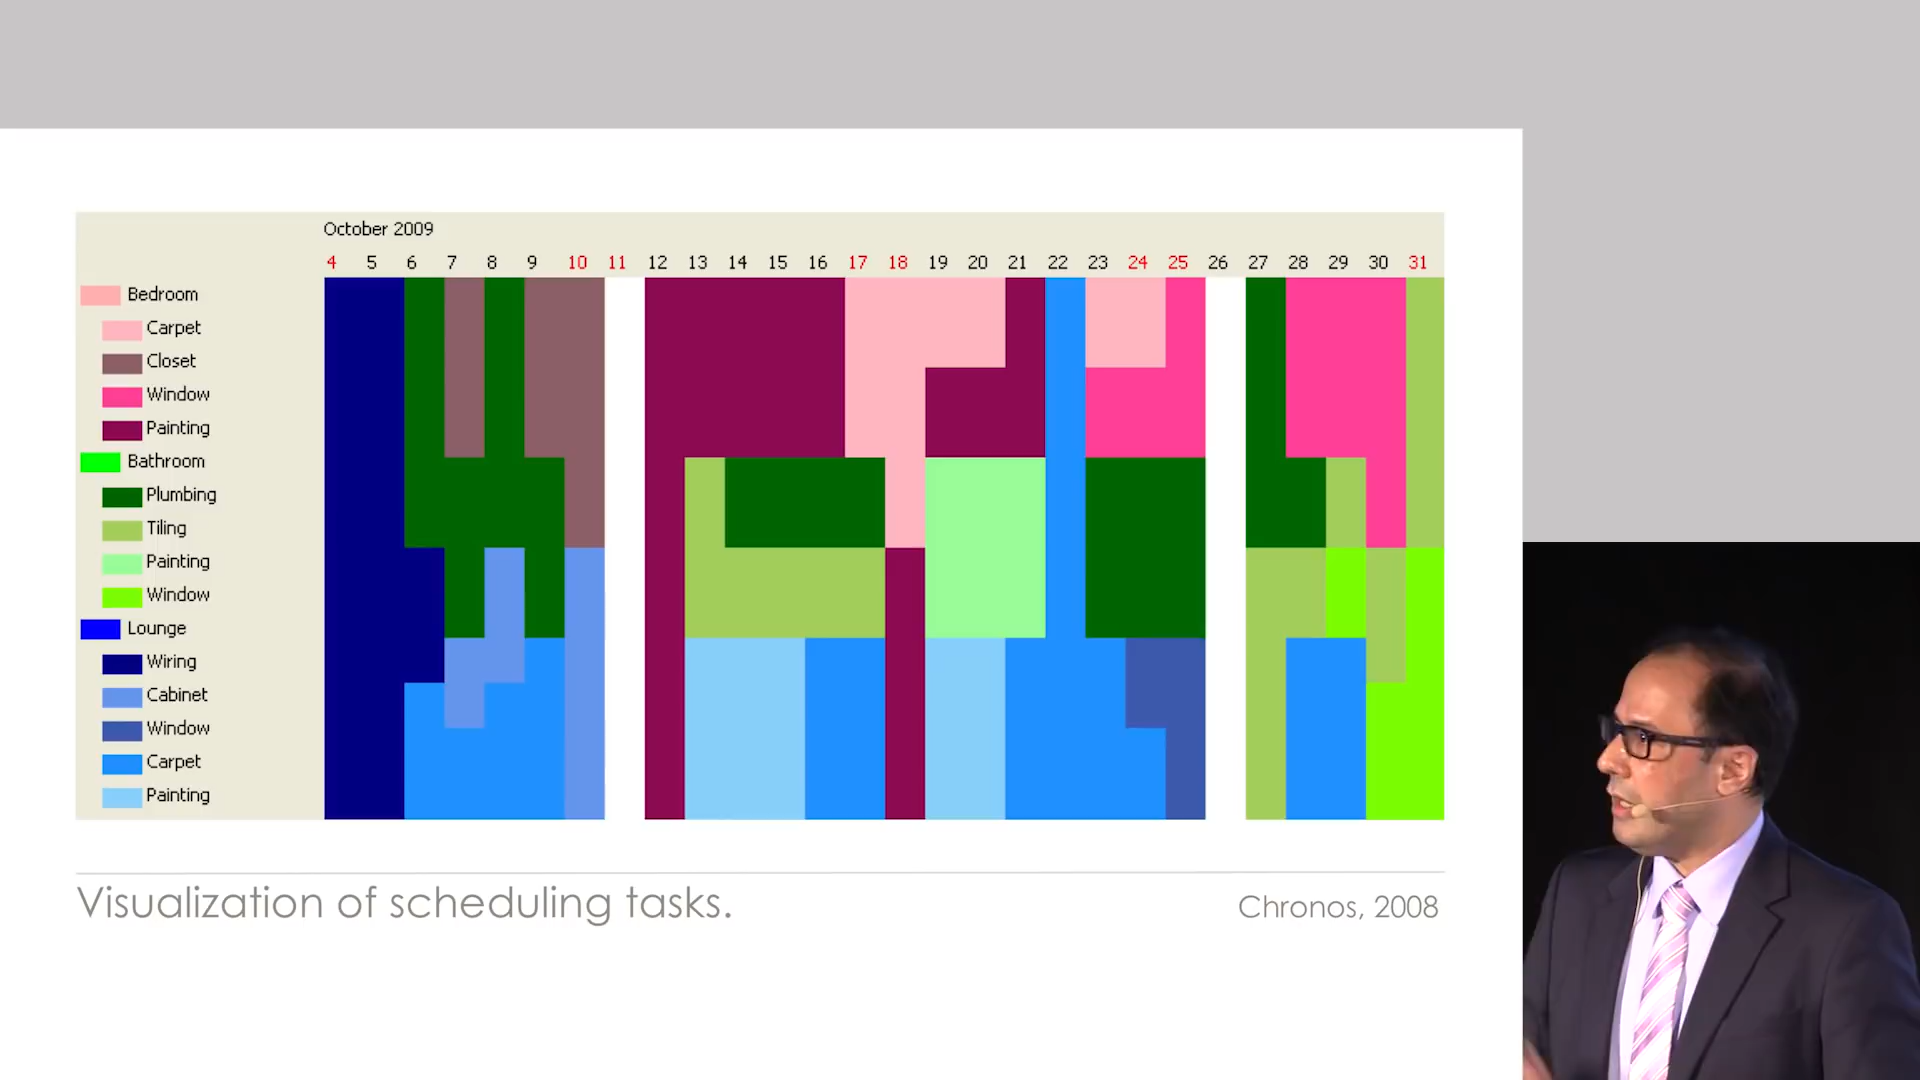 October 2009
4 5 6 7 8 9 10 11 12 13 14 15 16 17 18 19 20 21 22 23 24 25 26 27 28 29 30 31
Bedroom
Carpet
Closet
Window
Painting
Bathroom
Plumbing
Tiling
Painting
Window
Lounge
Wiring
Cabinet
Window
Carpet
Painting
Visualization of scheduling tasks.
Chronos, 2008